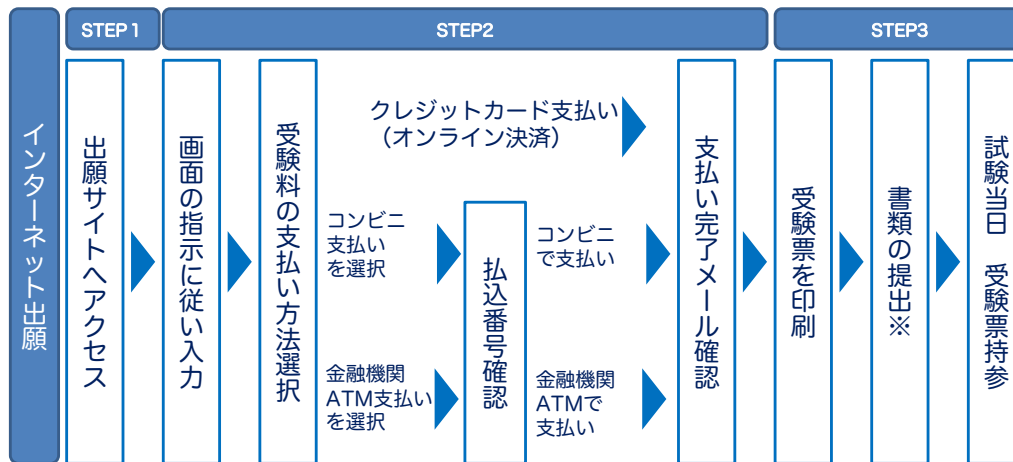 インターネット出願
STEP1
STEP2
STEP3
出願サイトへアクセス
画面の指示に従い入力
受験料の支払い方法選択
クレジットカード支払い
（オンライン決済）
コンビニ
支払い
を選択
金融機関
ATM支払い
を選択
払込番号確認
コンビニ
で支払い
金融機関
ATMで
支払い
支払い完了メール確認
受験票を印刷
書類の提出※
試験当日　受験票持参